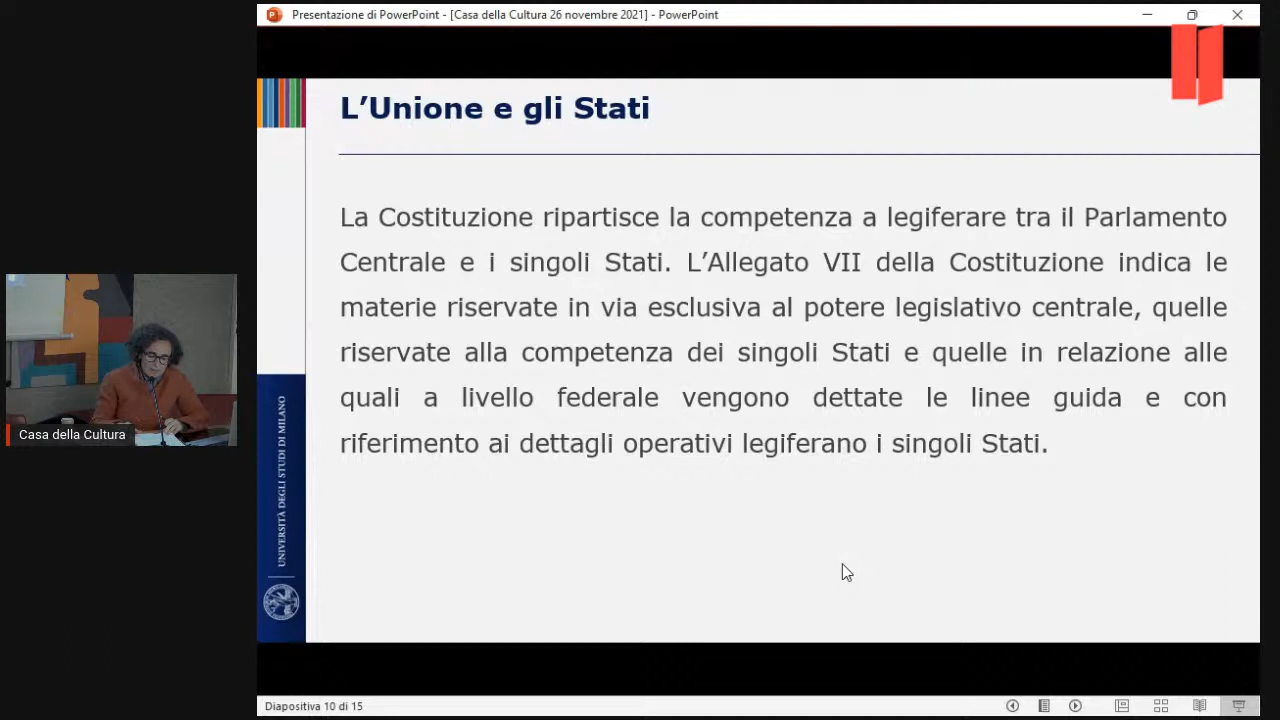 Presentazione di PowerPoint - [Casa della Cultura 26 novembre 2021] - PowerPoint
L’Unione e gli Stati
La Costituzione ripartisce la competenza a legiferare tra il Parlamento
Centrale e i singoli Stati. L’Allegato VII della Costituzione indica le
materie riservate in via esclusiva al potere legislativo centrale, quelle
riservate alla competenza dei singoli Stati e quelle in relazione alle
quali a livello federale vengono dettate le linee guida e con
riferimento ai dettagli operativi legiferano i singoli Stati.
UNIVERSITÀ DEGLI STUDI DI MILANO
Casa della Cultura
Diapositiva 10 di 15